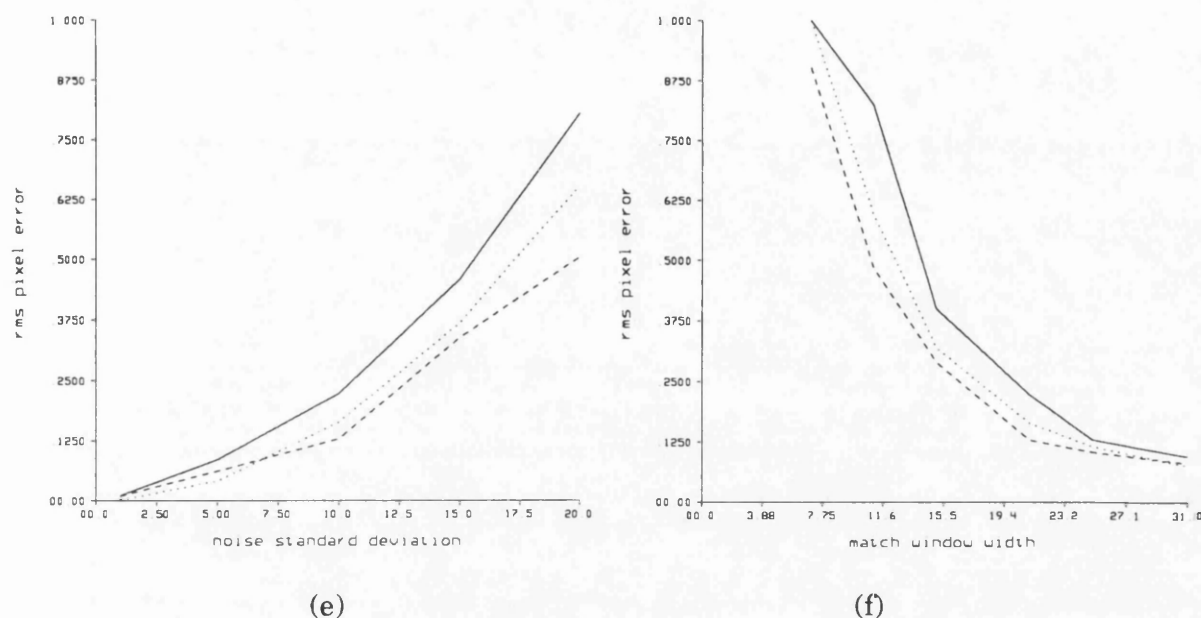 1.000
.8750
.7500
.6250
.5000
.3750
.2500
.1250
00.00
rms pixel error
00.0 2.50 5.00 7.50 10.0 12.5 15.0 17.5 20.0
noise standard deviation
(e)
1.000
.8750
.7500
.6250
.5000
.3750
.2500
.1250
00.00
rms pixel error
00.0 3.88 7.75 11.6 15.5 19.4 23.2 27.1 31.0
match window width
(f)